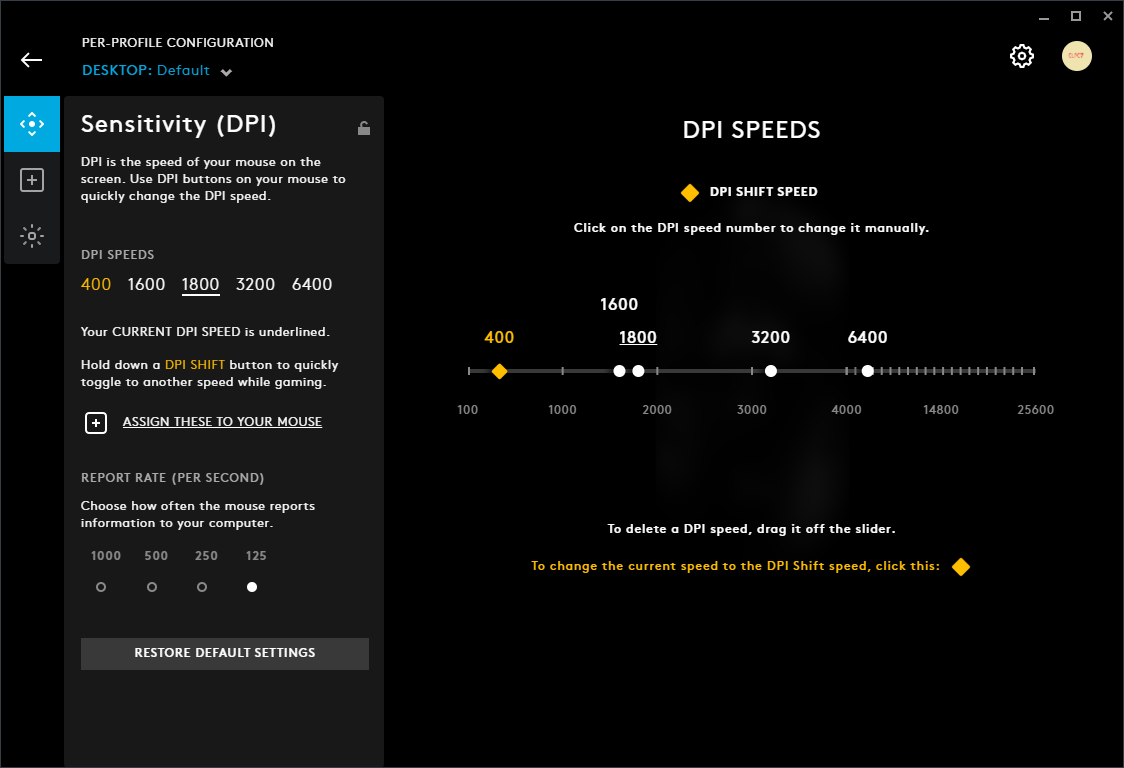 PER-PROFILE CONFIGURATION
DESKTOP: Default
Sensitivity (DPI)
DPI is the speed of your mouse on the
screen. Use DPI buttons on your mouse to
quickly change the DPI speed.
DPI SPEEDS
400 1600 1800 3200 6400
Your CURRENT DPI SPEED is underlined.
Hold down a DPI SHIFT button to quickly
toggle to another speed while gaming.
ASSIGN THESE TO YOUR MOUSE
REPORT RATE (PER SECOND)
Choose how often the mouse reports
information to your computer.
1000 500 250 125
RESTORE DEFAULT SETTINGS
DPI SPEEDS
DPI SHIFT SPEED
Click on the DPI speed number to change it manually.
1600
400 1800 3200 6400
100 1000 2000 3000 4000 14800 25600
To delete a DPI speed, drag it off the slider.
To change the current speed to the DPI Shift speed, click this: